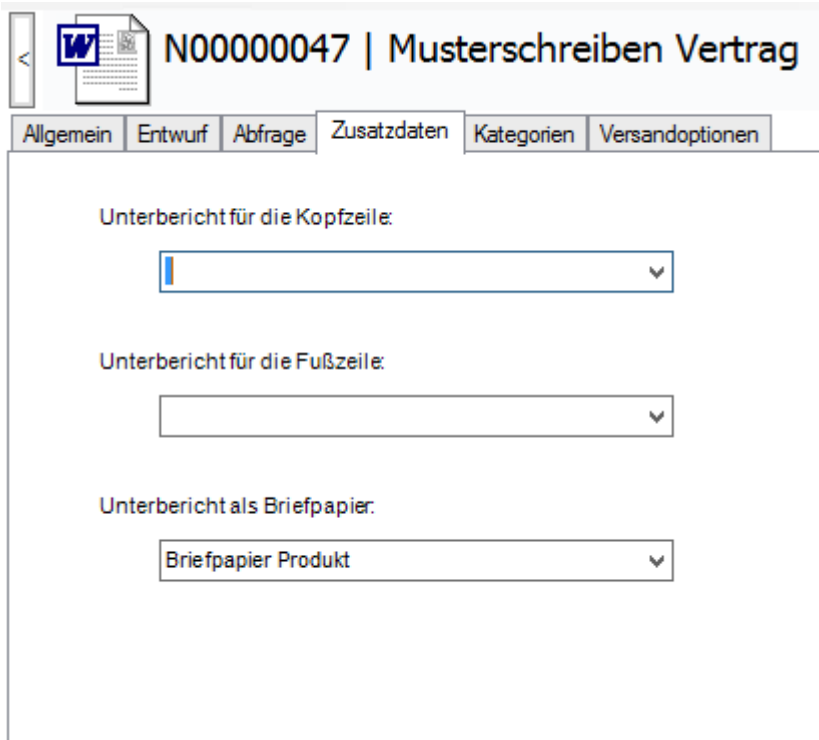 < W N00000047 | Musterschreiben Vertrag
Allgemein Entwurf Abfrage Zusatzdaten Kategorien Versandoptionen
Unterbericht für die Kopfzeile:
Unterbericht für die Fußzeile:
Unterbericht als Briefpapier:
Briefpapier Produkt